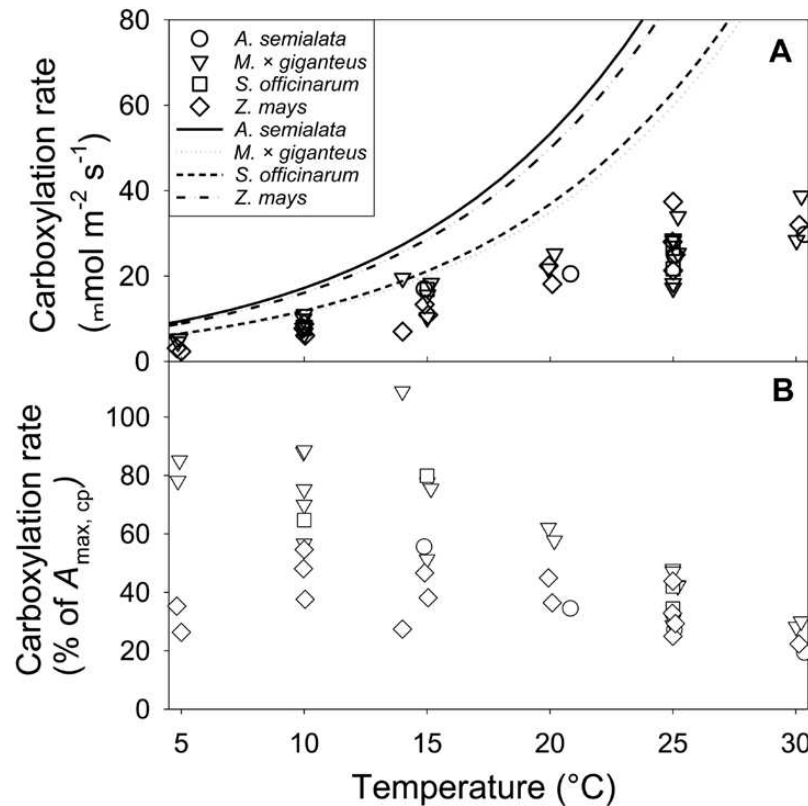 80
60
40
20
0
Carboxylation rate
(mmol m-2 s-1)
A
A. semialata
M. × giganteus
S. officinarum
Z. mays
A. semialata
M. × giganteus
S. officinarum
Z. mays
100
80
60
40
20
0
Carboxylation rate
(% of Amax, cp)
B
5 10 15 20 25 30
Temperature (°C)